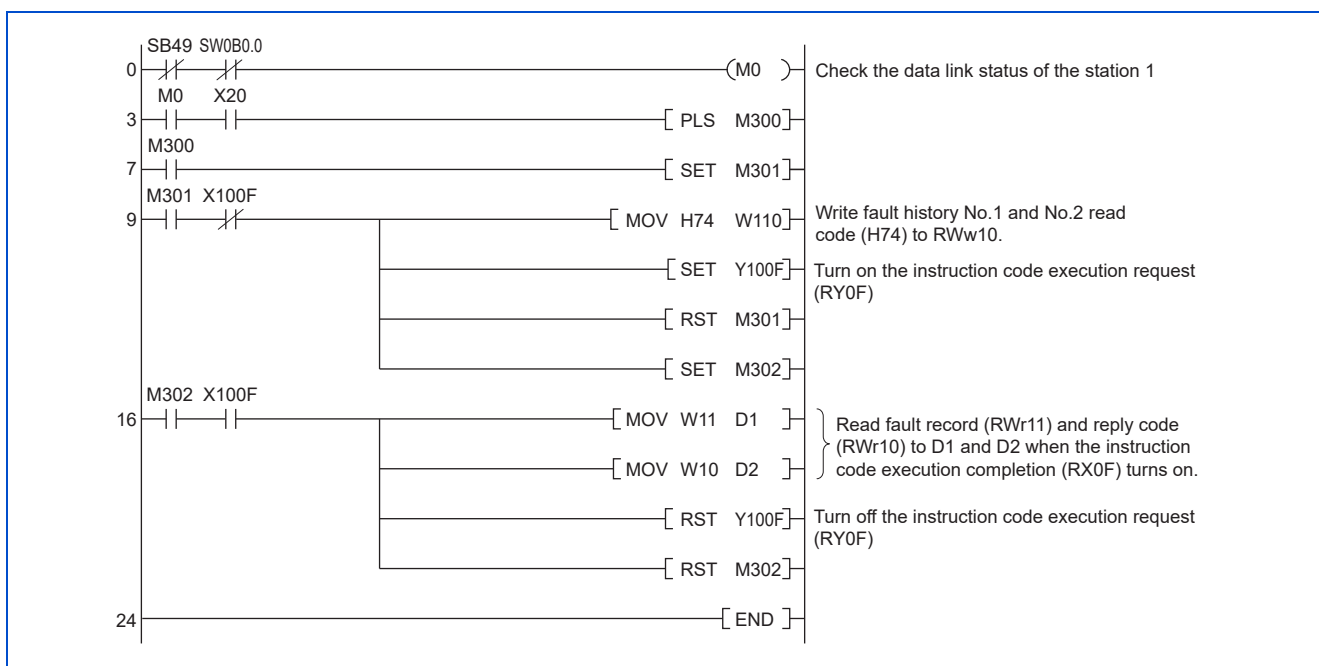 SB49 SW0B0.0
0 (M0 ) Check the data link status of the station 1
M0 X20
3 [ PLS M300]
M300
7 [ SET M301]
M301 X100F
9 [ MOV H74 W110] Write fault history No.1 and No.2 read
code (H74) to RWw10.
[ SET Y100F] Turn on the instruction code execution request
(RY0F)
[ RST M301]
[ SET M302]
M302 X100F
16 [ MOV W11 D1 ] Read fault record (RWr11) and reply code
(RWr10) to D1 and D2 when the instruction
[ MOV W10 D2 ] code execution completion (RX0F) turns on.
[ RST Y100F] Turn off the instruction code execution request
(RY0F)
[ RST M302]
24 [ END ]